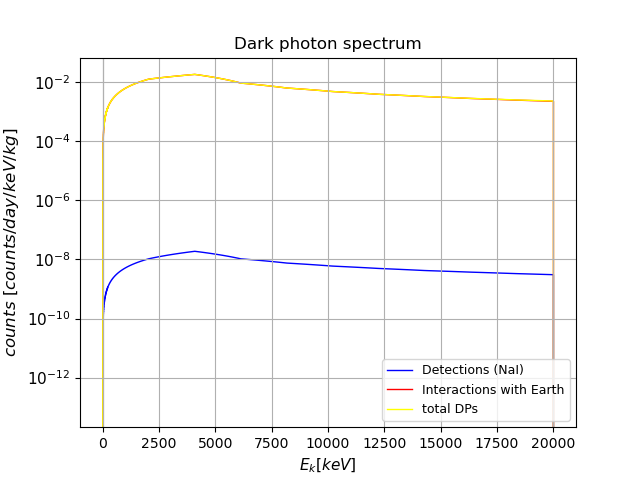 Dark photon spectrum
counts [counts/day/keV/kg]
10⁻²
10⁻⁴
10⁻⁶
10⁻⁸
10⁻¹⁰
10⁻¹²
Detections (NaI)
Interactions with Earth
total DPs
0 2500 5000 7500 10000 12500 15000 17500 20000
Eₖ[keV]